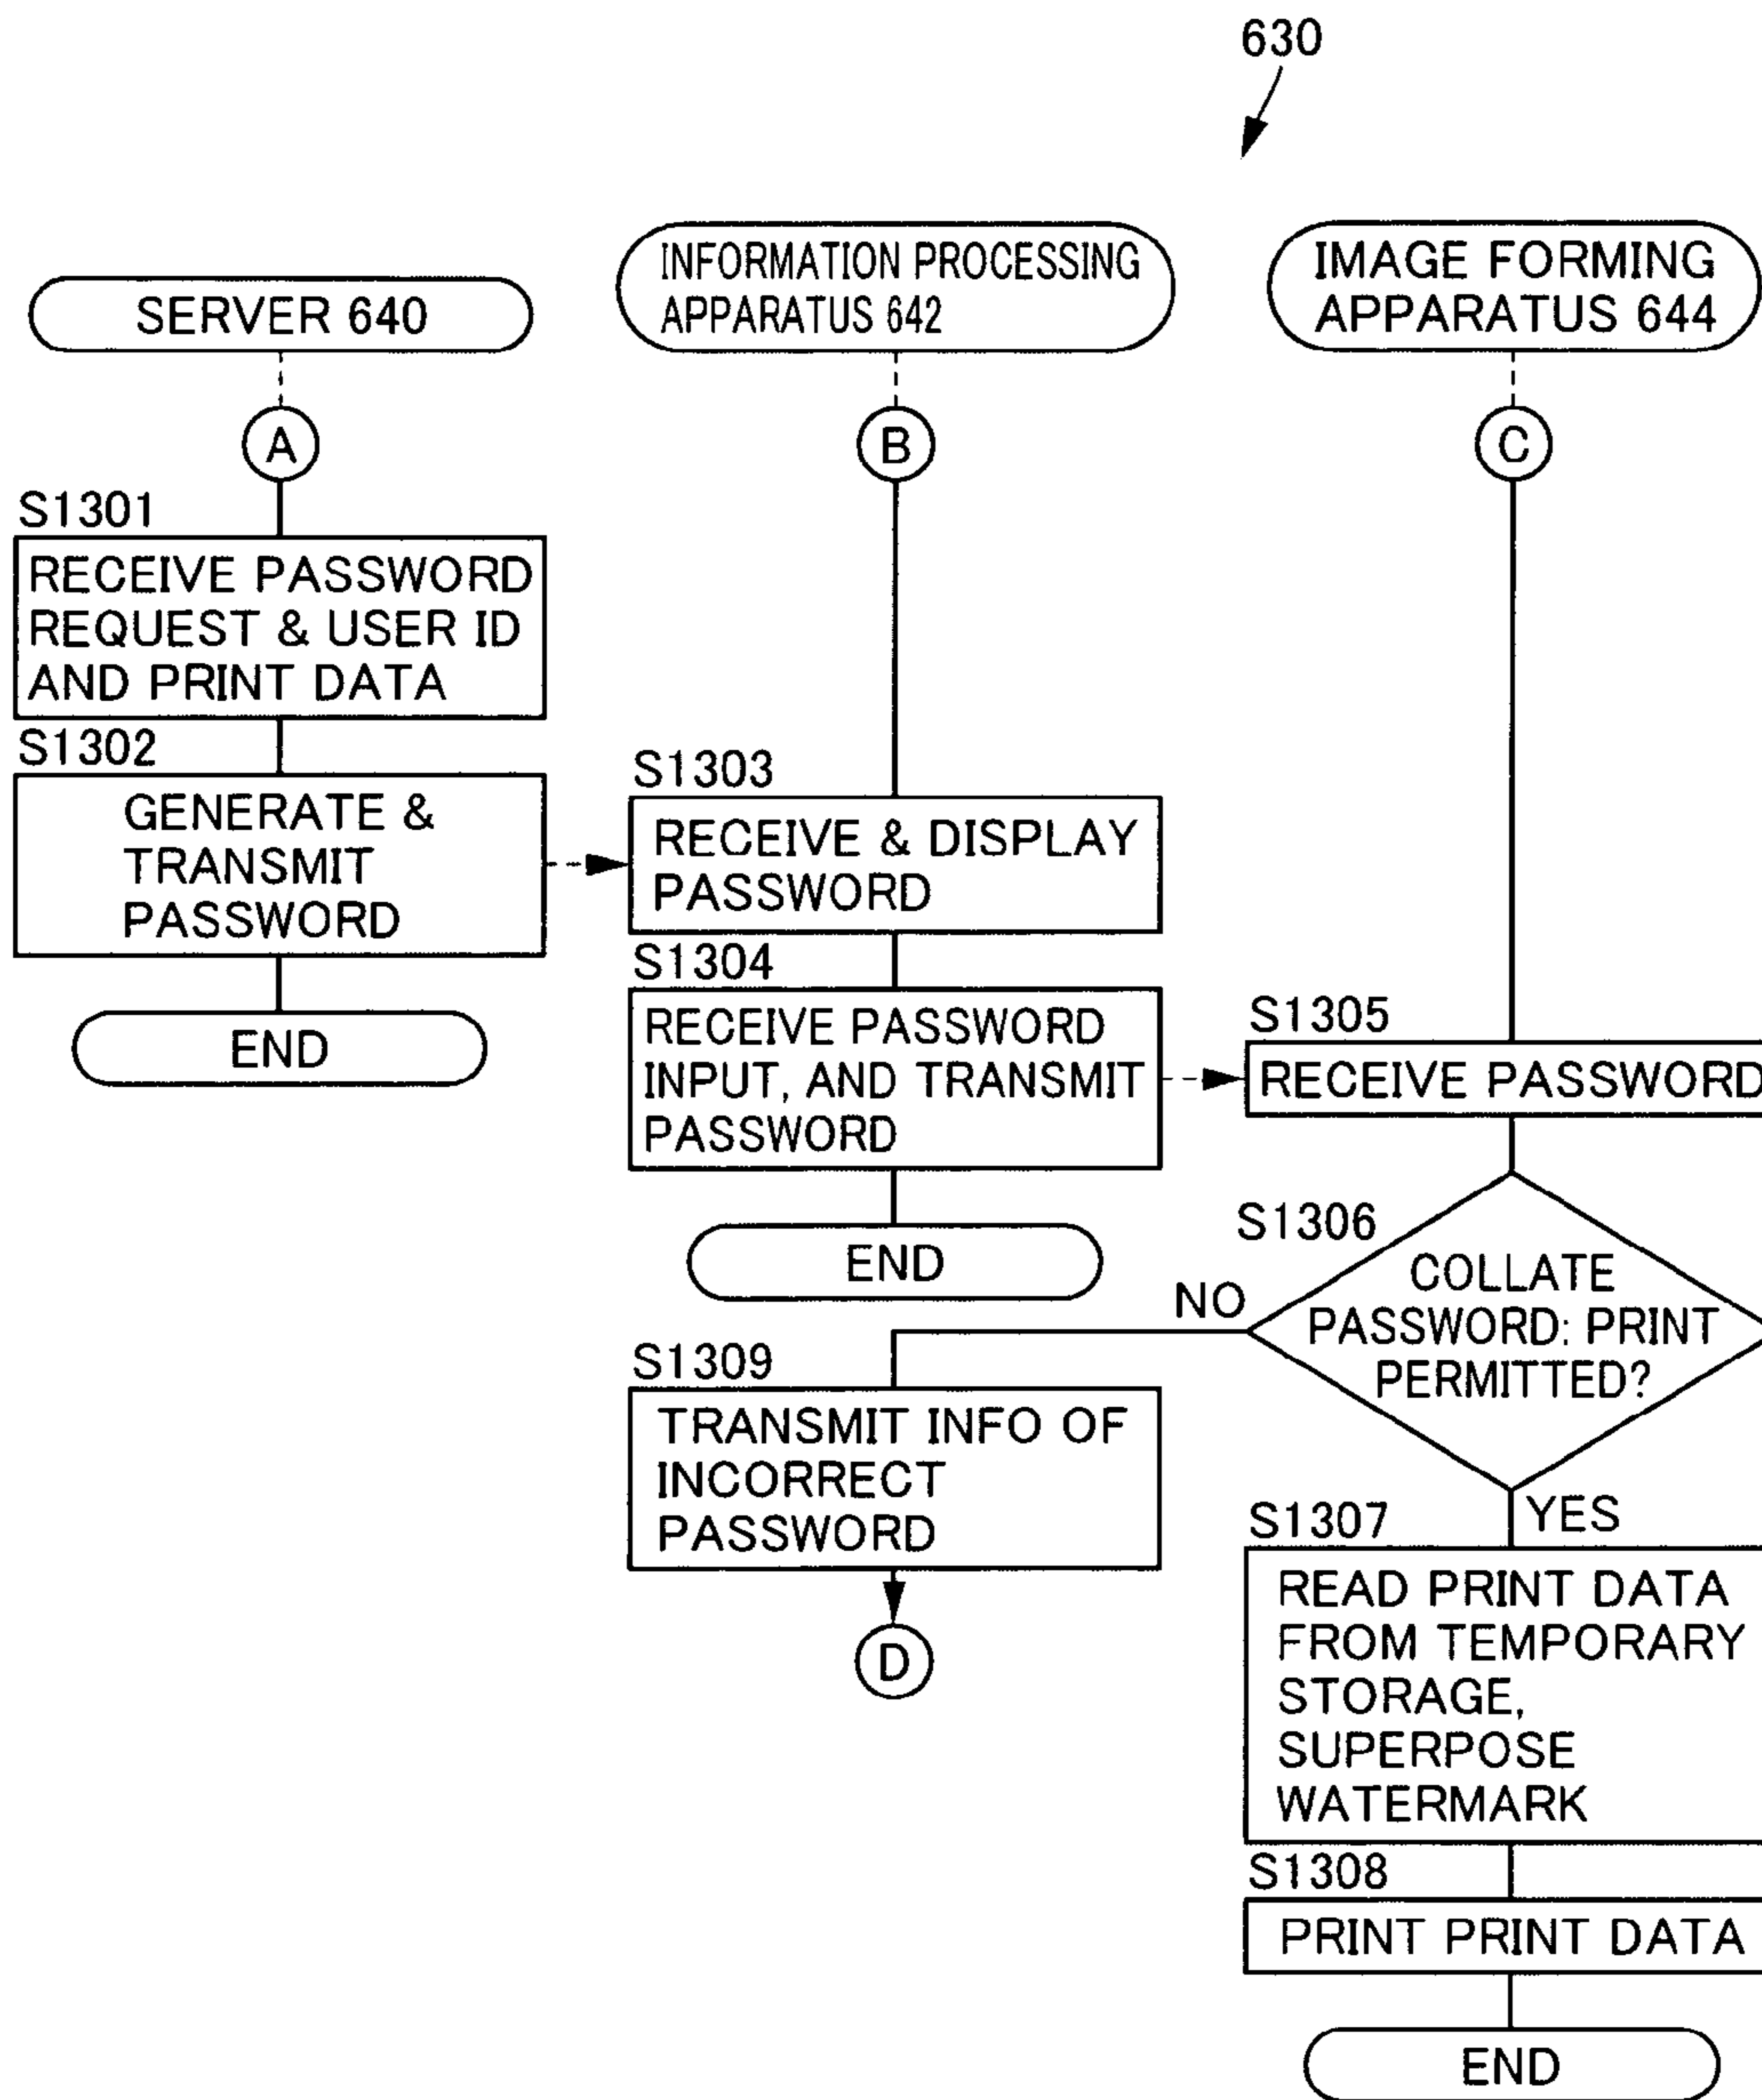 630
SERVER 640
A
S1301
RECEIVE PASSWORD
REQUEST & USER ID
AND PRINT DATA
S1302
GENERATE &
TRANSMIT
PASSWORD
END
INFORMATION PROCESSING
APPARATUS 642
B
S1303
RECEIVE & DISPLAY
PASSWORD
S1304
RECEIVE PASSWORD
INPUT, AND TRANSMIT
PASSWORD
END
IMAGE FORMING
APPARATUS 644
C
S1305
RECEIVE PASSWORD
S1306
COLLATE
PASSWORD: PRINT
PERMITTED?
NO
S1309
TRANSMIT INFO OF
INCORRECT
PASSWORD
D
YES
S1307
READ PRINT DATA
FROM TEMPORARY
STORAGE,
SUPERPOSE
WATERMARK
S1308
PRINT PRINT DATA
END